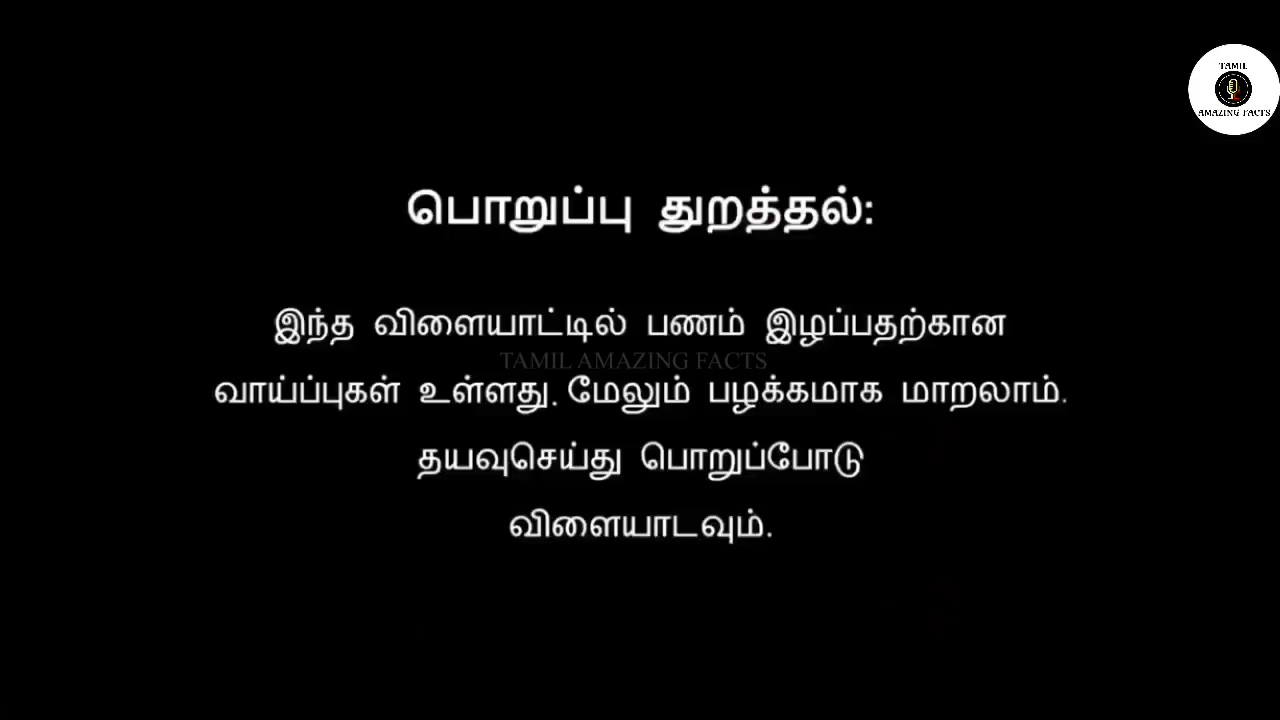 TAMIL
AMAZING FACTS
பொறுப்பு துறத்தல்:
இந்த விளையாட்டில் பணம் இழப்பதற்கான
TAMIL AMAZING FACTS
வாய்ப்புகள் உள்ளது. மேலும் பழக்கமாக மாறலாம்.
தயவுசெய்து பொறுப்போடு
விளையாடவும்.